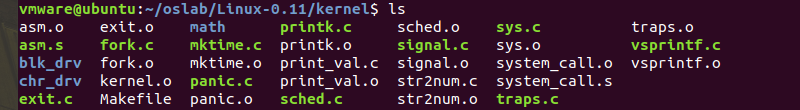 vmware@ubuntu:~/oslab/Linux-0.11/kernel$ ls
asm.o exit.o math printk.c sched.o sys.c traps.o
asm.s fork.c mktime.c printk.o signal.c sys.o vsprintf.c
blk_drv fork.o mktime.o print_val.c signal.o system_call.o vsprintf.o
chr_drv kernel.o panic.c print_val.o str2num.c system_call.s
exit.c Makefile panic.o sched.c str2num.o traps.c